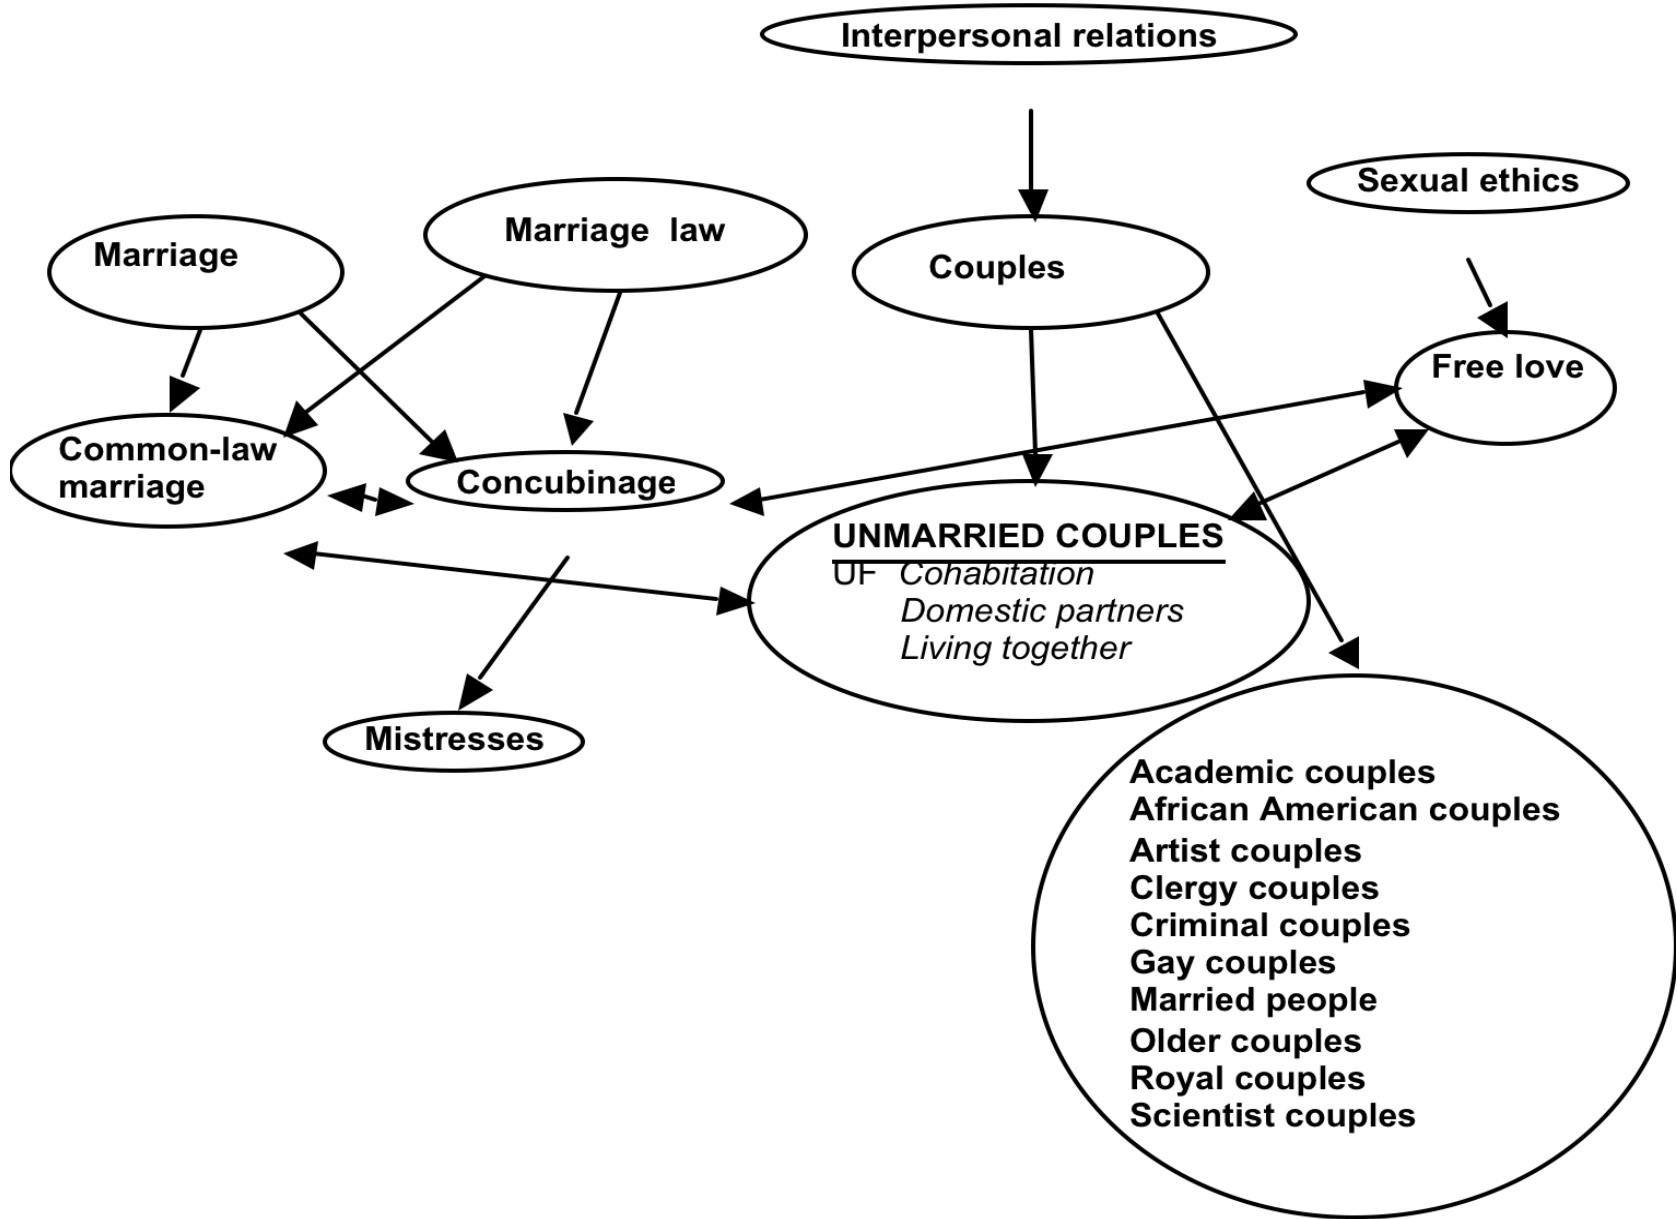 Interpersonal relations
Sexual ethics
Marriage law
Marriage
Couples
Free love
Common-law
marriage
Concubinage
UNMARRIED COUPLES
UF Cohabitation
Domestic partners
Living together
Mistresses
Academic couples
African American couples
Artist couples
Clergy couples
Criminal couples
Gay couples
Married people
Older couples
Royal couples
Scientist couples